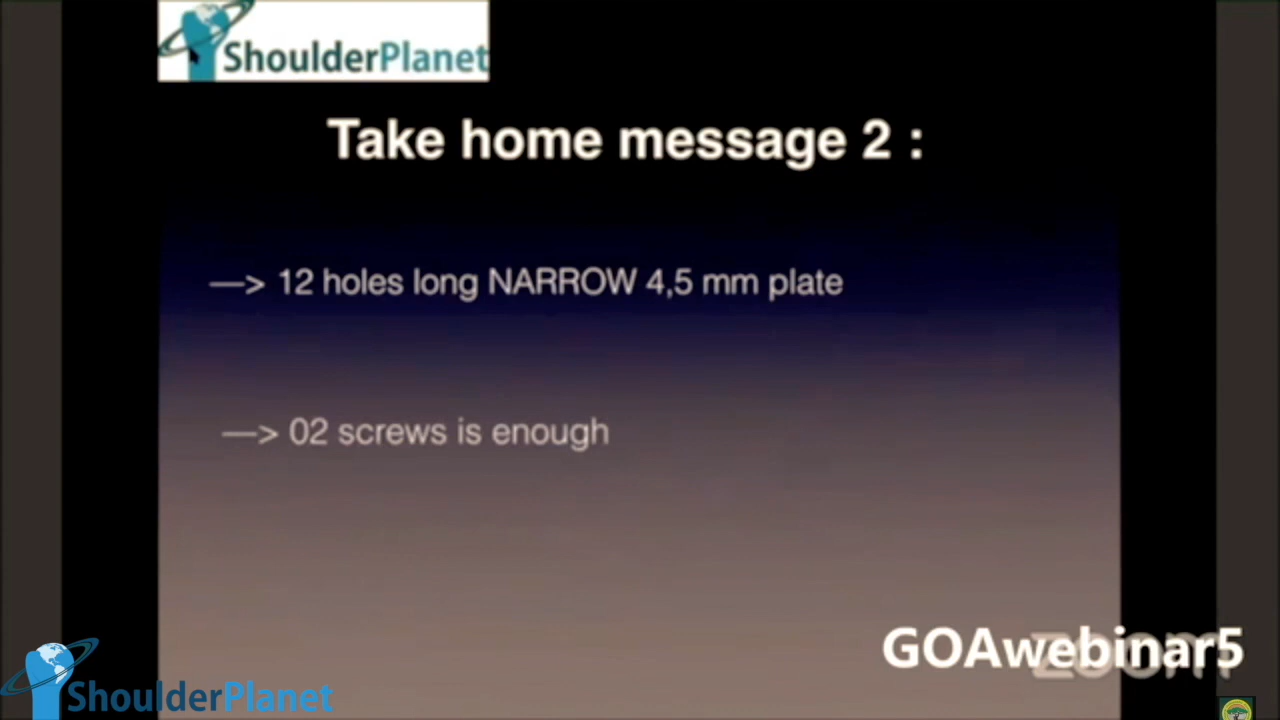 ShoulderPlanet
Take home message 2 :
—> 12 holes long NARROW 4,5 mm plate
—> 02 screws is enough
GOAwebinar5
zoom
ShoulderPlanet